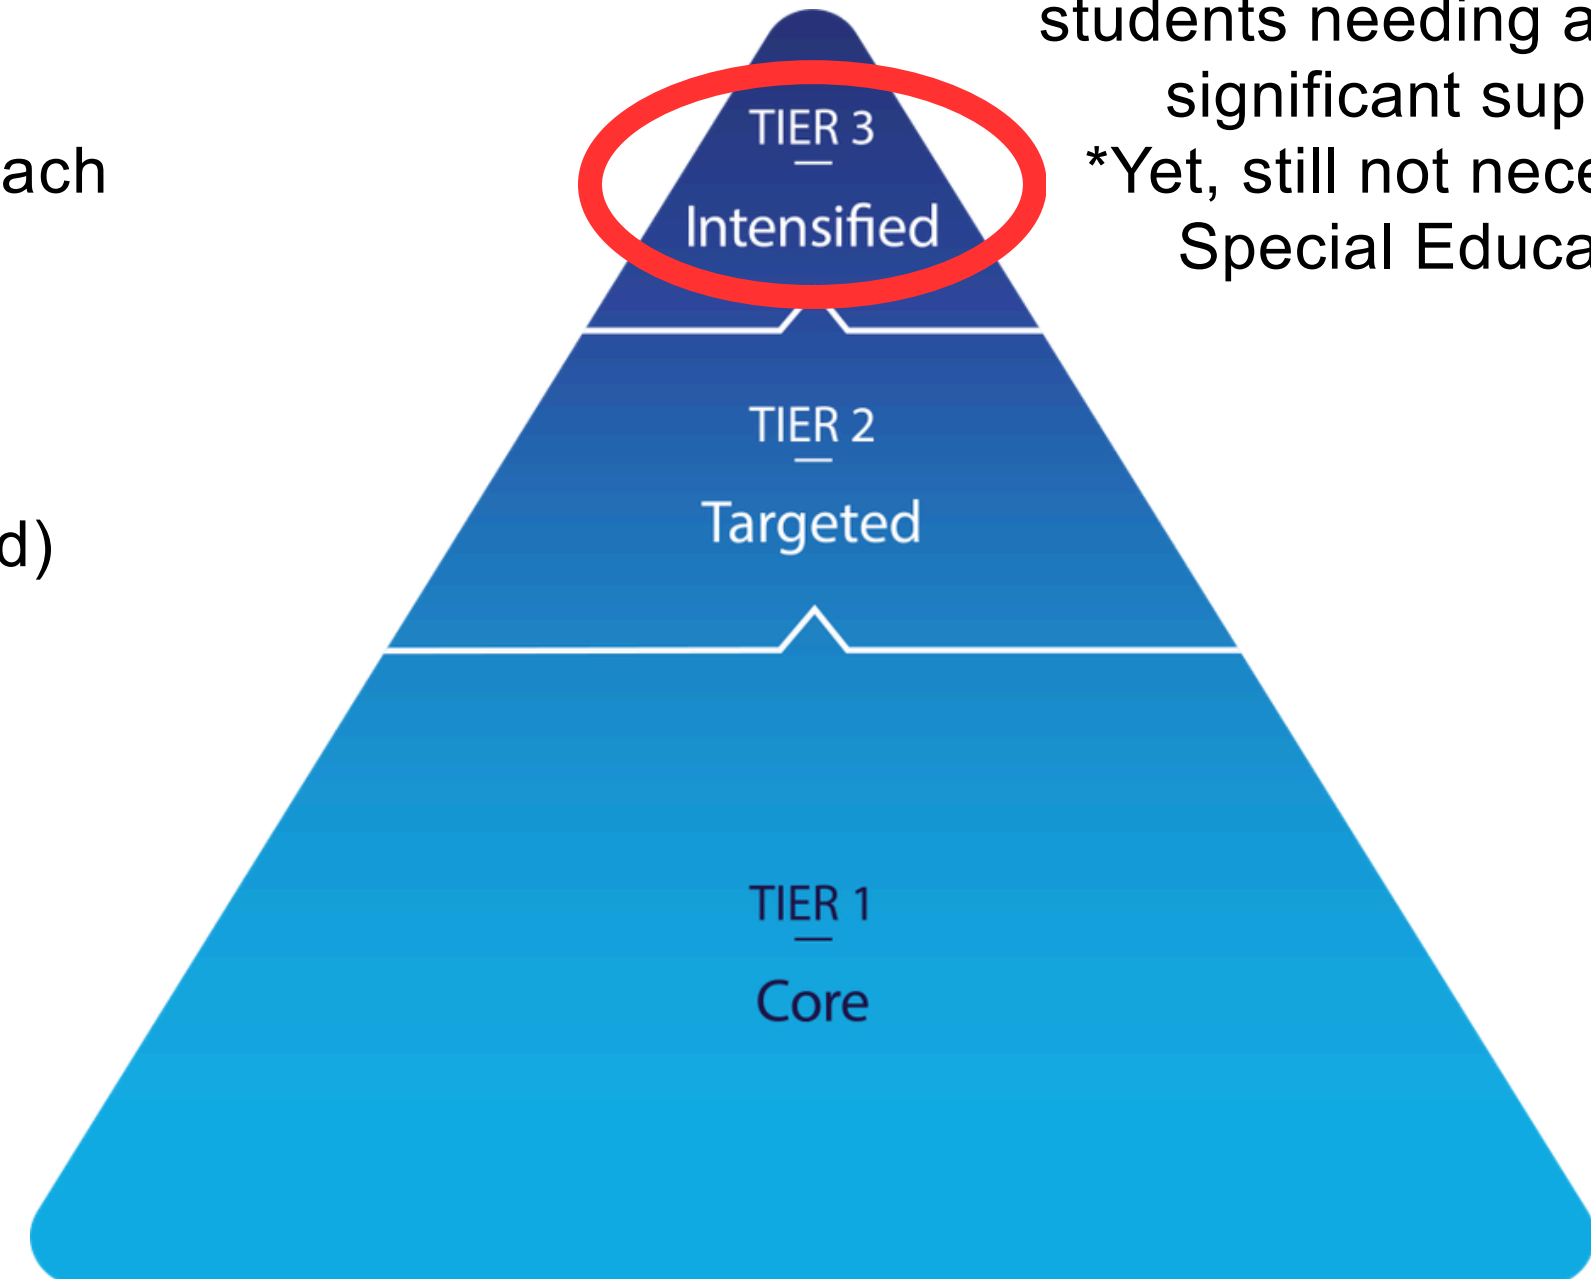 students needing a
significant sup
*Yet, still not nece
Special Educa
ach
d)
TIER 3
Intensified
TIER 2
Targeted
TIER 1
Core